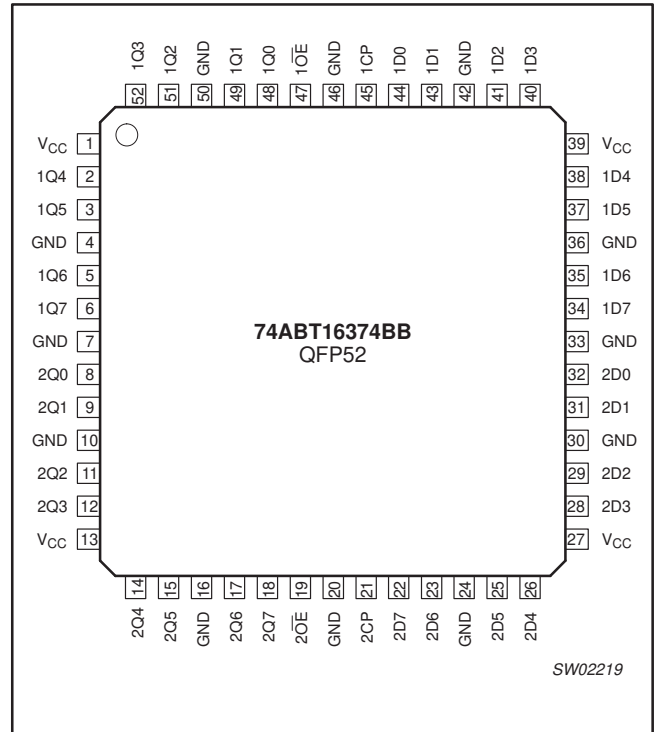 1Q3 1Q2 GND 1Q1 1Q0 1O̅E̅ GND 1CP 1D0 1D1 GND 1D2 1D3
52 51 50 49 48 47 46 45 44 43 42 41 40
VCC 1 39 VCC
1Q4 2 38 1D4
1Q5 3 37 1D5
GND 4 36 GND
1Q6 5 35 1D6
1Q7 6 34 1D7
GND 7 33 GND
74ABT16374BB
QFP52
2Q0 8 32 2D0
2Q1 9 31 2D1
GND 10 30 GND
2Q2 11 29 2D2
2Q3 12 28 2D3
VCC 13 27 VCC
14 15 16 17 18 19 20 21 22 23 24 25 26
2Q4 2Q5 GND 2Q6 2Q7 2O̅E̅ GND 2CP 2D7 2D6 GND 2D5 2D4
SW02219